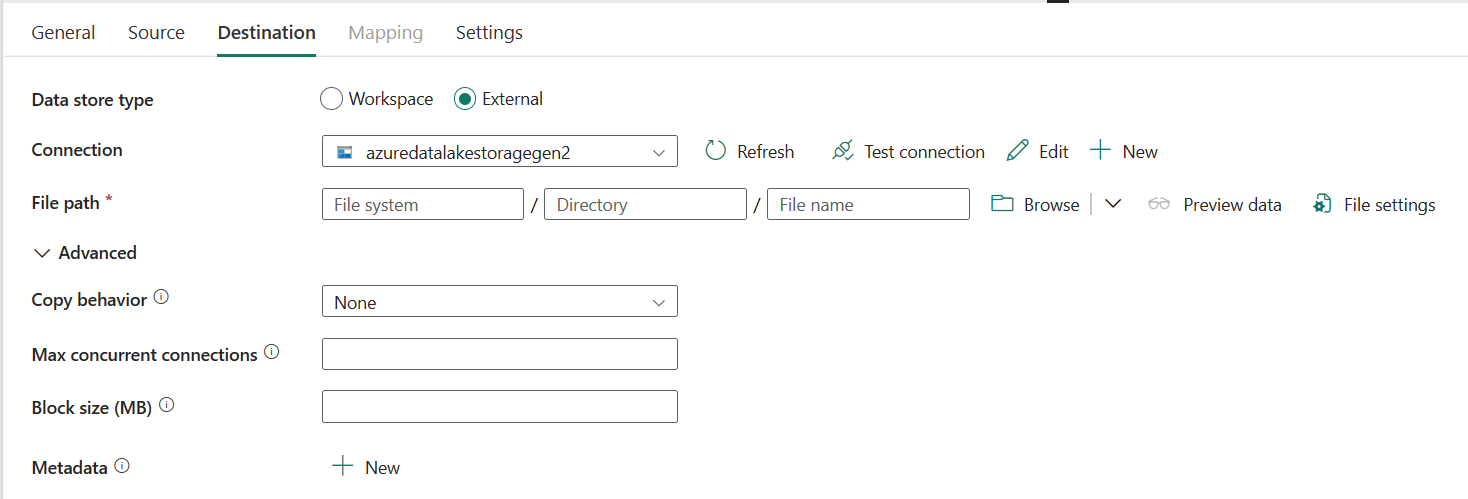 General Source Destination Mapping Settings
Data store type Workspace External
Connection azuredatalakestoragegen2 Refresh Test connection Edit New
File path * File system / Directory / File name Browse Preview data File settings
Advanced
Copy behavior None
Max concurrent connections
Block size (MB)
Metadata New